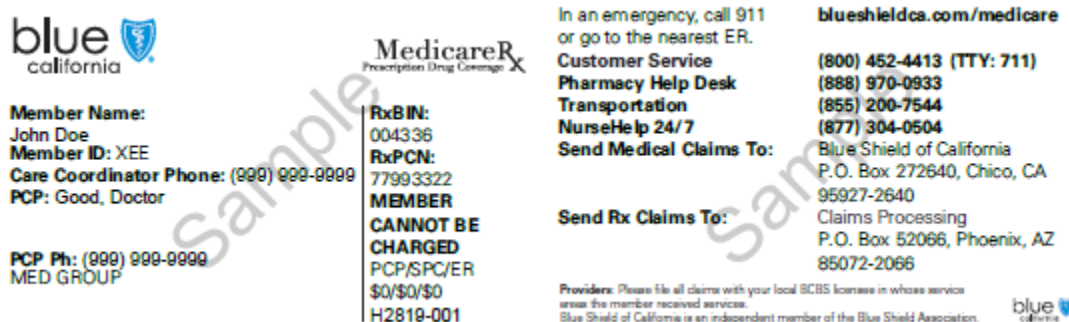 blue
california
MedicareRx
Prescription Drug Coverage
Member Name:
John Doe
Member ID: XEE
Care Coordinator Phone: (999) 999-9999
PCP: Good, Doctor
PCP Ph: (999) 999-9999
MED GROUP
RxBIN:
004336
RxPCN:
77993322
MEMBER
CANNOT BE
CHARGED
PCP/SPC/ER
$0/$0/$0
H2819-001
Sample
In an emergency, call 911
or go to the nearest ER.
blueshieldca.com/medicare
Customer Service (800) 452-4413 (TTY: 711)
Pharmacy Help Desk (888) 970-0933
Transportation (855) 200-7544
NurseHelp 24/7 (877) 304-0504
Send Medical Claims To: Blue Shield of California
P.O. Box 272640, Chico, CA
95927-2640
Send Rx Claims To: Claims Processing
P.O. Box 52066, Phoenix, AZ
85072-2066
Providers: Please file all claims with your local BCBS licensee in whose service
areas the member received services.
Blue Shield of California is an independent member of the Blue Shield Association.
blue
california
Sample